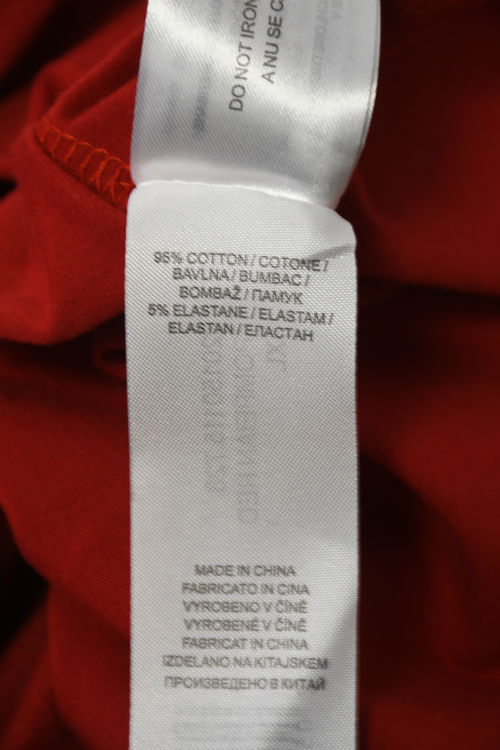 DO NOT IRON
A NU SE C
95% COTTON / COTONE /
BAVLNA / BUMBAC /
BOMBAŽ / ПАМУК
5% ELASTANE / ELASTAM /
ELASTAN / ЕЛАСТАН
XL
MADE IN CHINA
FABRICATO IN CINA
VYROBENO V ČÍNĚ
VYROBENÉ V ČÍNE
FABRICAT IN CHINA
IZDELANO NA KITAJSKEM
ПРОИЗВЕДЕНО В КИТАЙ